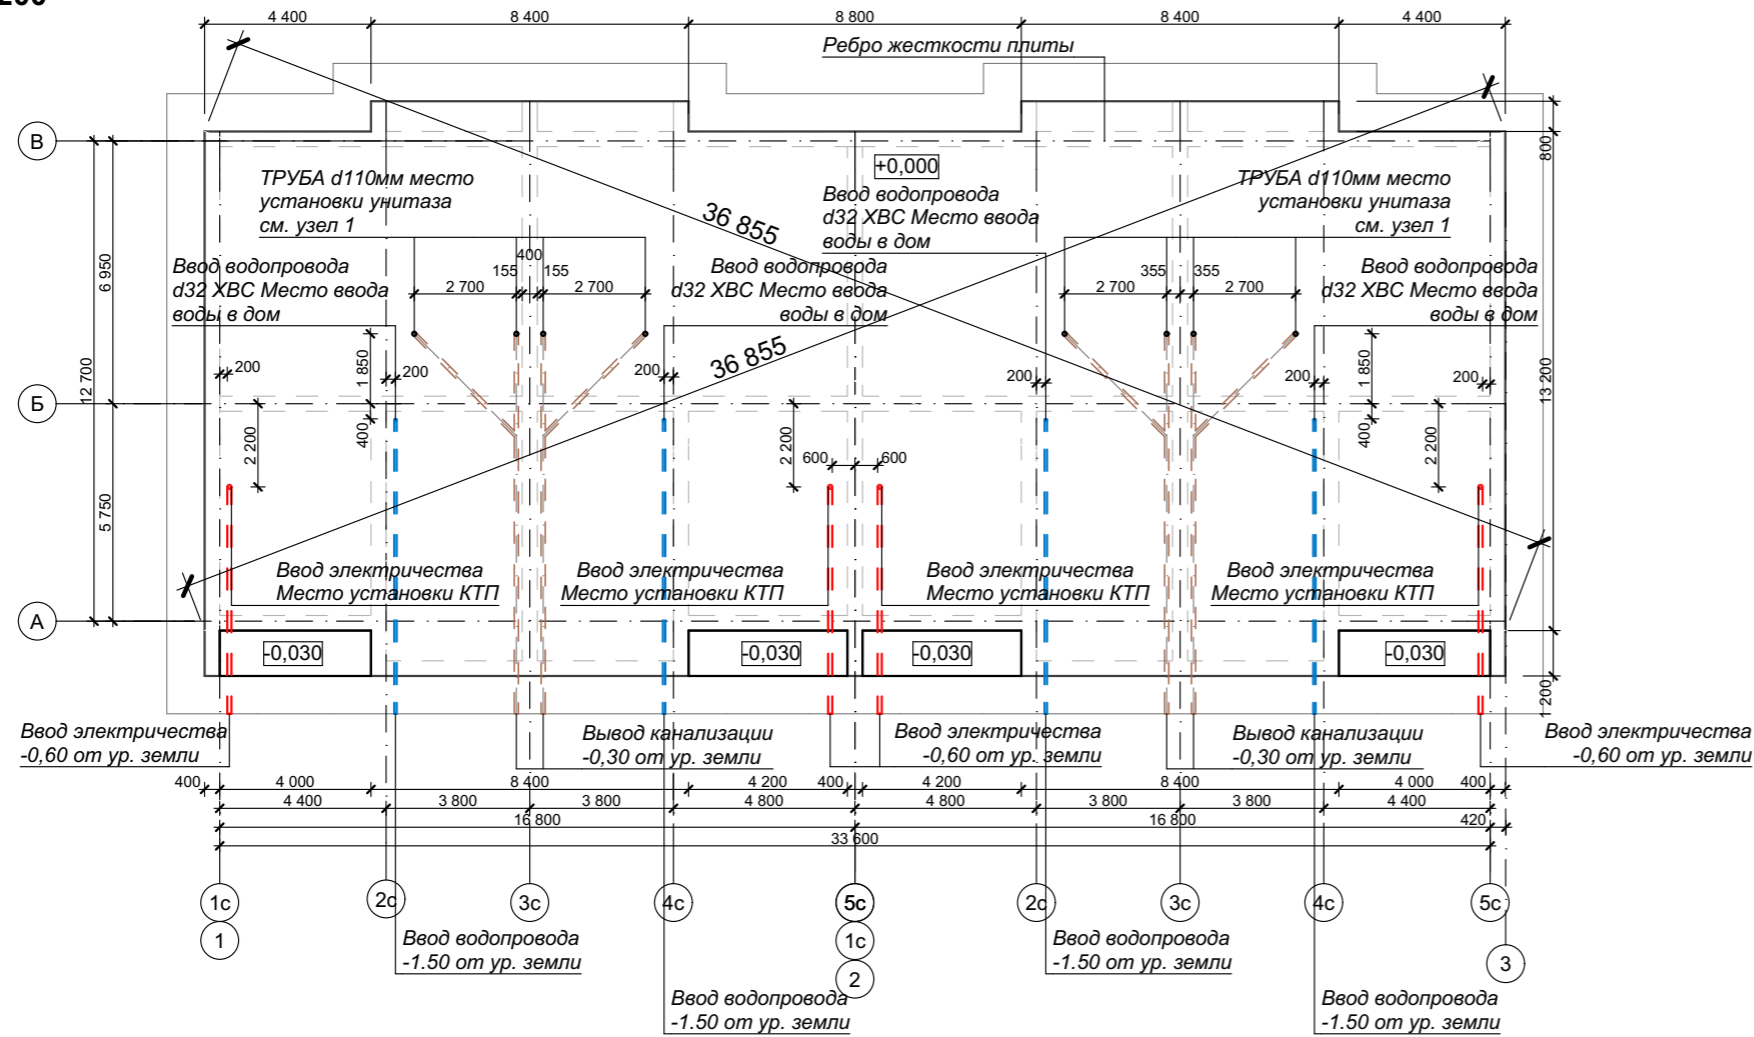 4 400
8 400
8 800
8 400
4 400
Ребро жесткости плиты
В
+0,000
800
ТРУБА d110мм место
установки унитаза
см. узел 1
Ввод водопровода
d32 ХВС Место ввода
воды в дом
ТРУБА d110мм место
установки унитаза
см. узел 1
36 855
6 950
400
155
155
355
355
Ввод водопровода
d32 ХВС Место ввода
воды в дом
2 700
2 700
Ввод водопровода
d32 ХВС Место ввода
воды в дом
2 700
2 700
Ввод водопровода
d32 ХВС Место ввода
воды в дом
36 855
1 850
1 850
200
200
200
200
200
200
12 700
13 200
Б
400
400
2 200
2 200
2 200
600
600
5 750
Ввод электричества
Место установки КТП
Ввод электричества
Место установки КТП
Ввод электричества
Место установки КТП
Ввод электричества
Место установки КТП
А
-0,030
-0,030
-0,030
-0,030
1 200
Ввод электричества
-0,60 от ур. земли
Вывод канализации
-0,30 от ур. земли
Ввод электричества
-0,60 от ур. земли
Вывод канализации
-0,30 от ур. земли
Ввод электричества
-0,60 от ур. земли
400
4 000
8 400
4 200
400
4 200
8 400
4 000
400
4 400
3 800
3 800
4 800
4 800
3 800
3 800
4 400
16 800
16 800
420
33 600
1с
2с
3с
4с
5с
2с
3с
4с
5с
1
1с
2
3
Ввод водопровода
-1.50 от ур. земли
Ввод водопровода
-1.50 от ур. земли
Ввод водопровода
-1.50 от ур. земли
Ввод водопровода
-1.50 от ур. земли